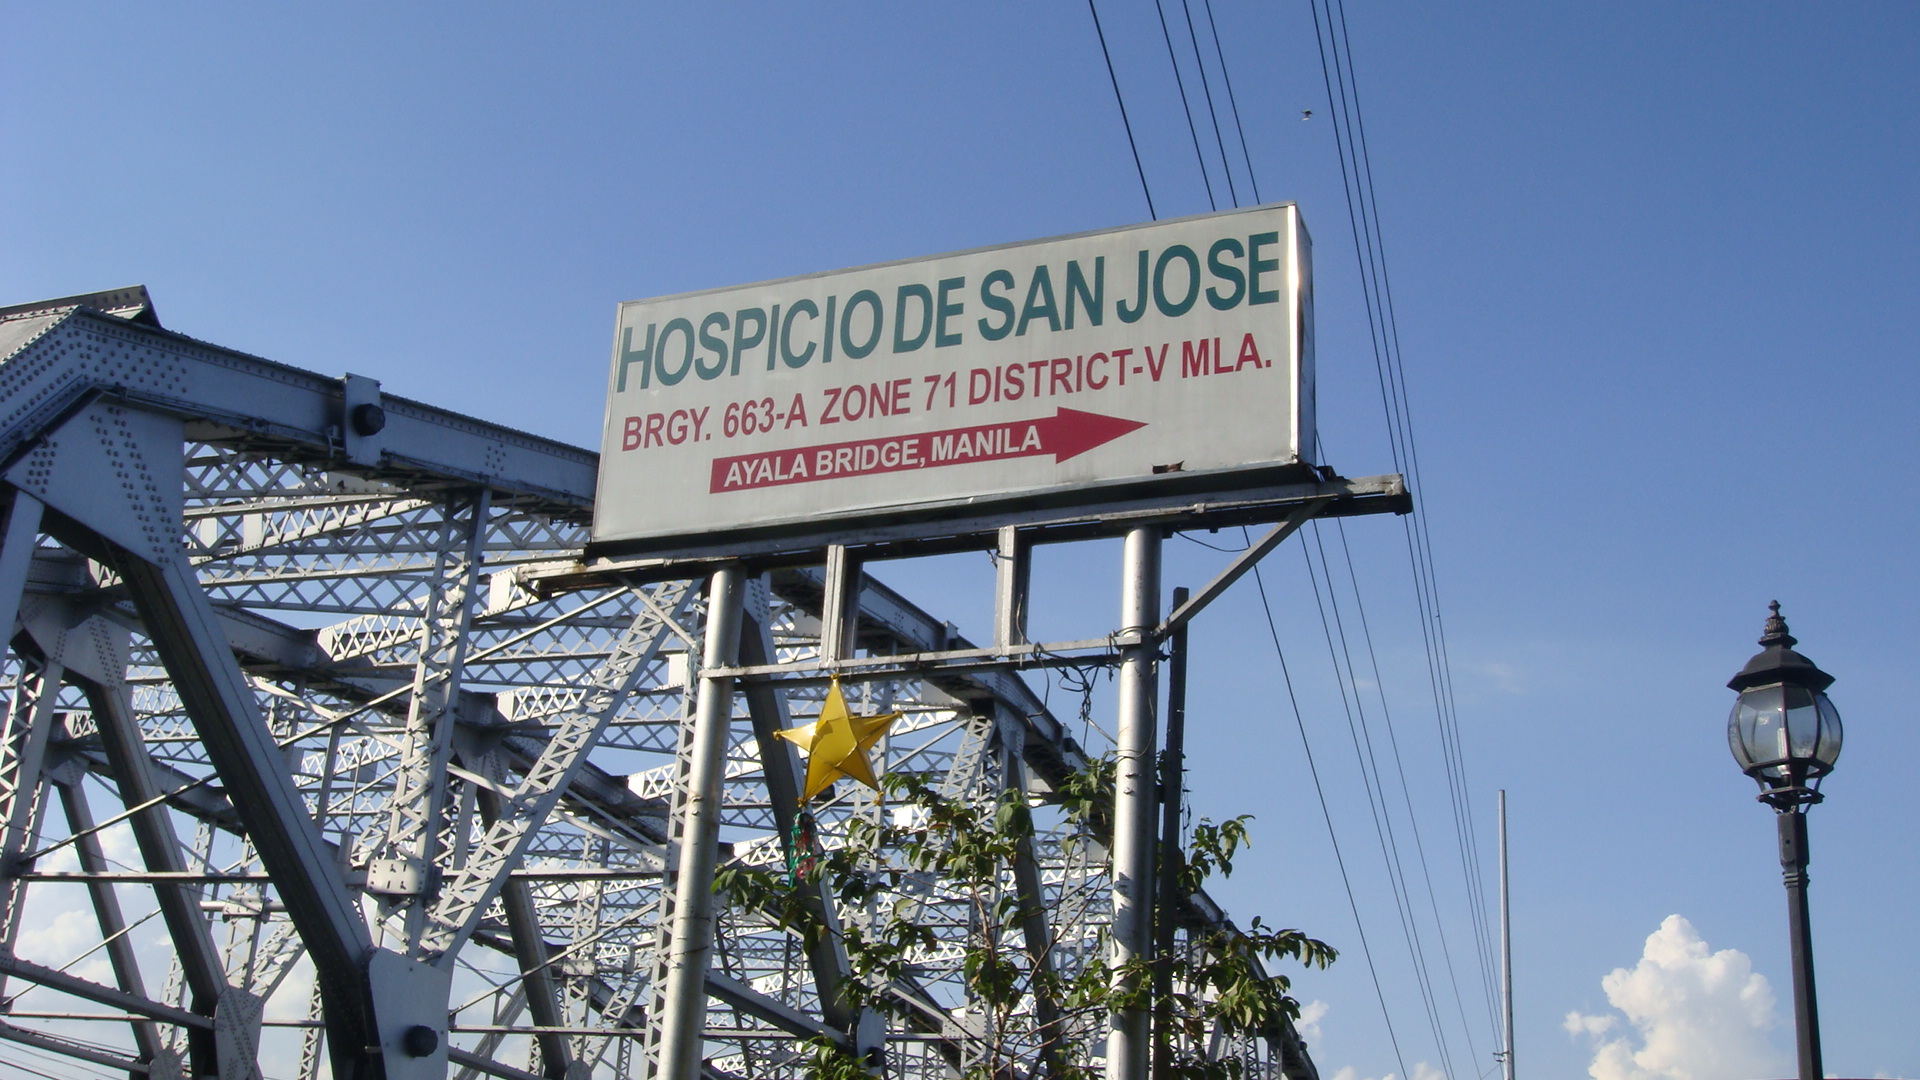 HOSPICIO DE SAN JOSE
BRGY. 663-A ZONE 71 DISTRICT-V MLA.
AYALA BRIDGE, MANILA